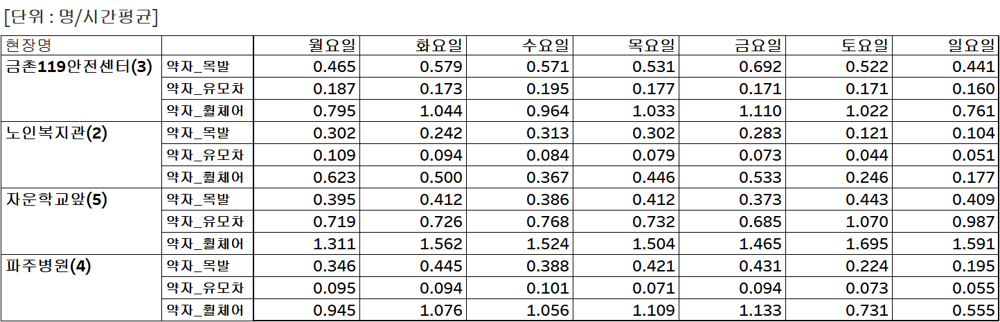 [단위 : 명/시간평균]
현장명 월요일 화요일 수요일 목요일 금요일 토요일 일요일
금촌119안전센터(3) 약자_목발 0.465 0.579 0.571 0.531 0.692 0.522 0.441
약자_유모차 0.187 0.173 0.195 0.177 0.171 0.171 0.160
약자_휠체어 0.795 1.044 0.964 1.033 1.110 1.022 0.761
노인복지관(2) 약자_목발 0.302 0.242 0.313 0.302 0.283 0.121 0.104
약자_유모차 0.109 0.094 0.084 0.079 0.073 0.044 0.051
약자_휠체어 0.623 0.500 0.367 0.446 0.533 0.246 0.177
자운학교앞(5) 약자_목발 0.395 0.412 0.386 0.412 0.373 0.443 0.409
약자_유모차 0.719 0.726 0.768 0.732 0.685 1.070 0.987
약자_휠체어 1.311 1.562 1.524 1.504 1.465 1.695 1.591
파주병원(4) 약자_목발 0.346 0.445 0.388 0.421 0.431 0.224 0.195
약자_유모차 0.095 0.094 0.101 0.071 0.094 0.073 0.055
약자_휠체어 0.945 1.076 1.056 1.109 1.133 0.731 0.555